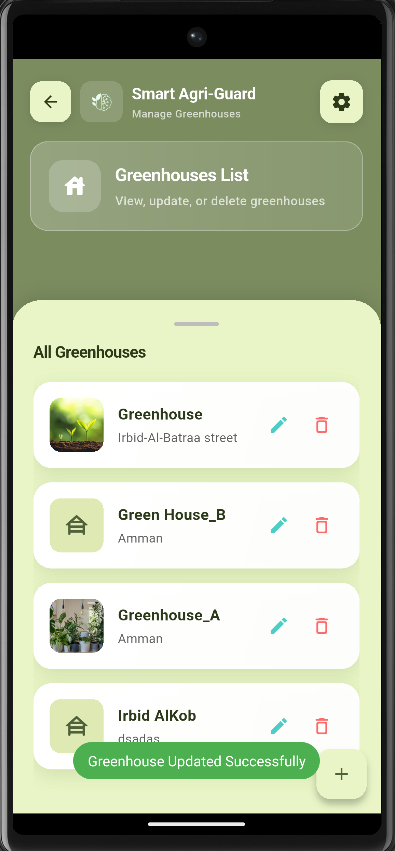 Smart Agri-Guard
Manage Greenhouses
Greenhouses List
View, update, or delete greenhouses
All Greenhouses
Greenhouse
Irbid-Al-Batraa street
Green House_B
Amman
Greenhouse_A
Amman
Irbid AlKob
dsadas
Greenhouse Updated Successfully
+